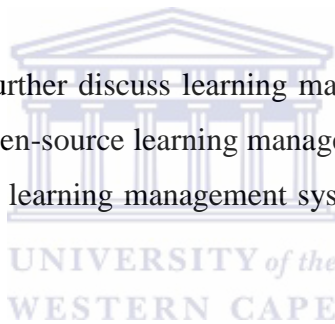 urther discuss learning ma
en-source learning manage
learning management sys
UNIVERSITY of the
WESTERN CAPE